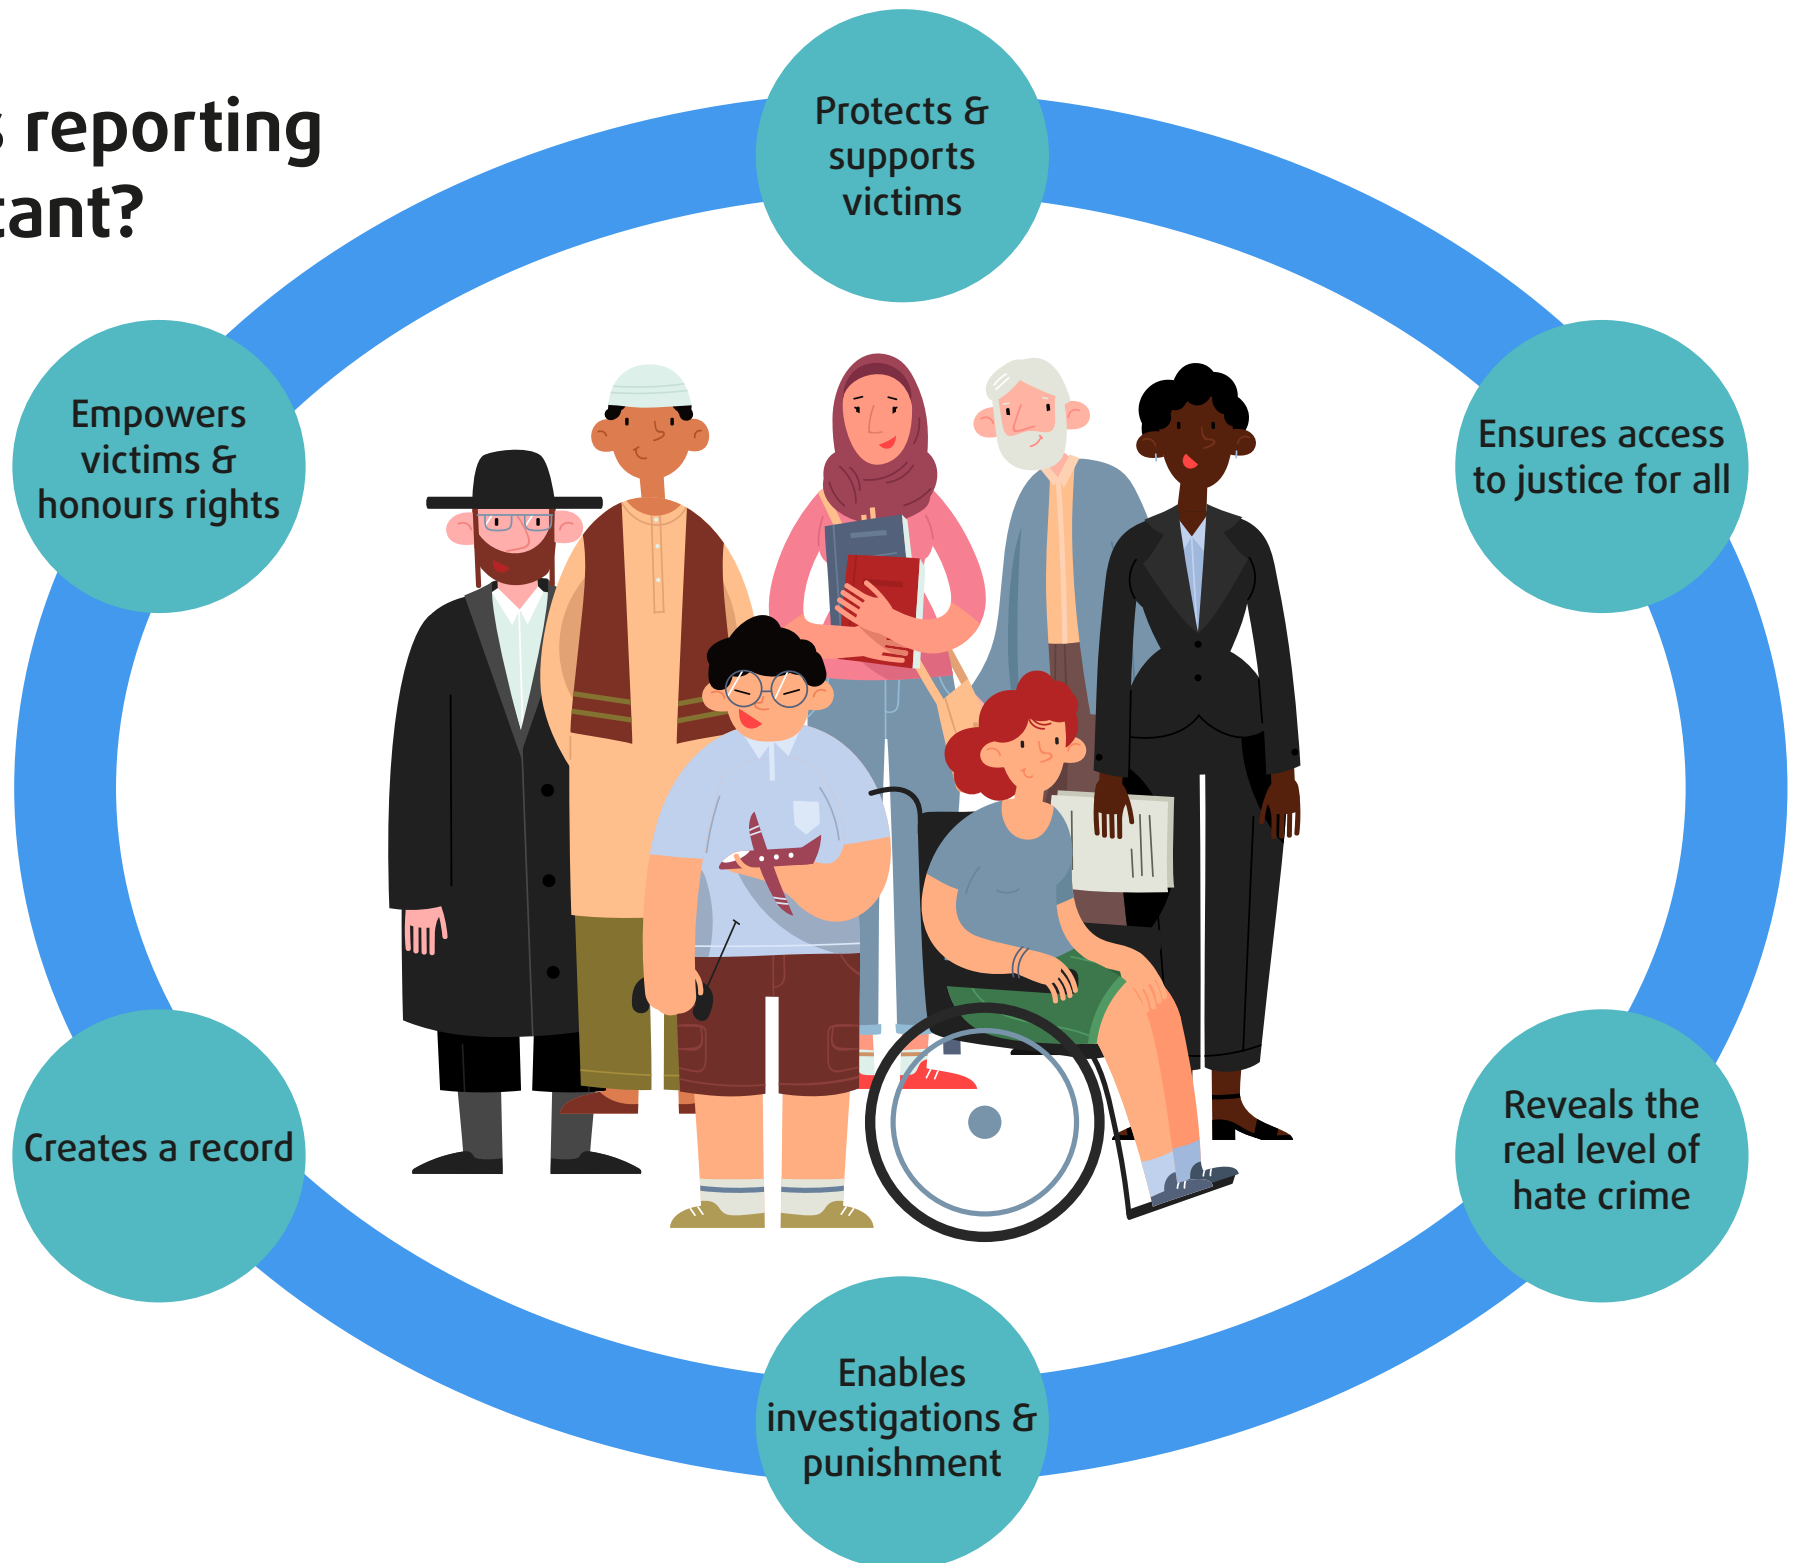 s reporting
tant?
Protects &
supports
victims
Ensures access
to justice for all
Reveals the
real level of
hate crime
Enables
investigations &
punishment
Creates a record
Empowers
victims &
honours rights